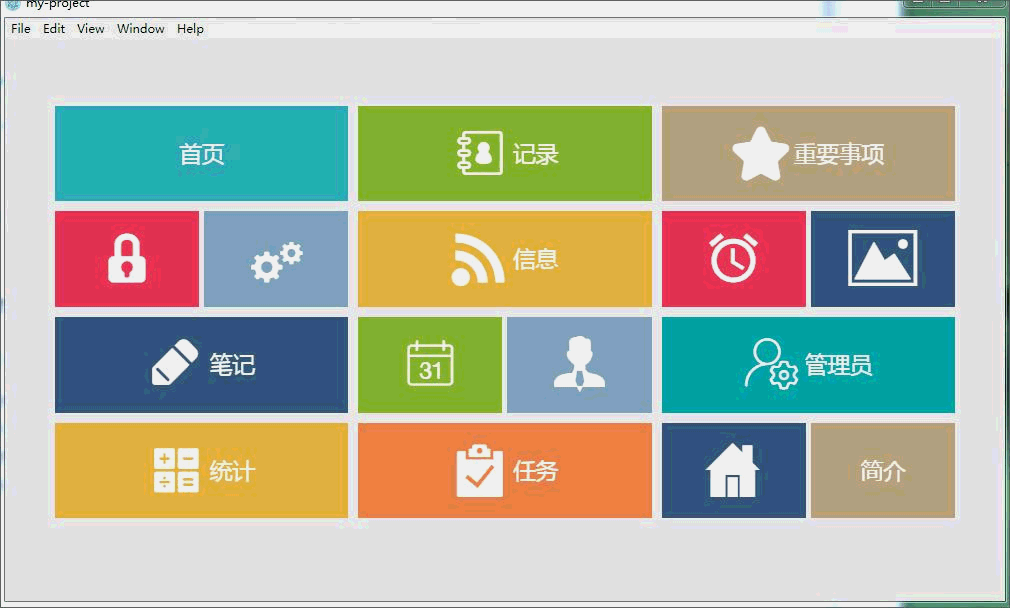 my-project
File Edit View Window Help
首页
记录
重要事项
信息
笔记
31
管理员
统计
任务
简介